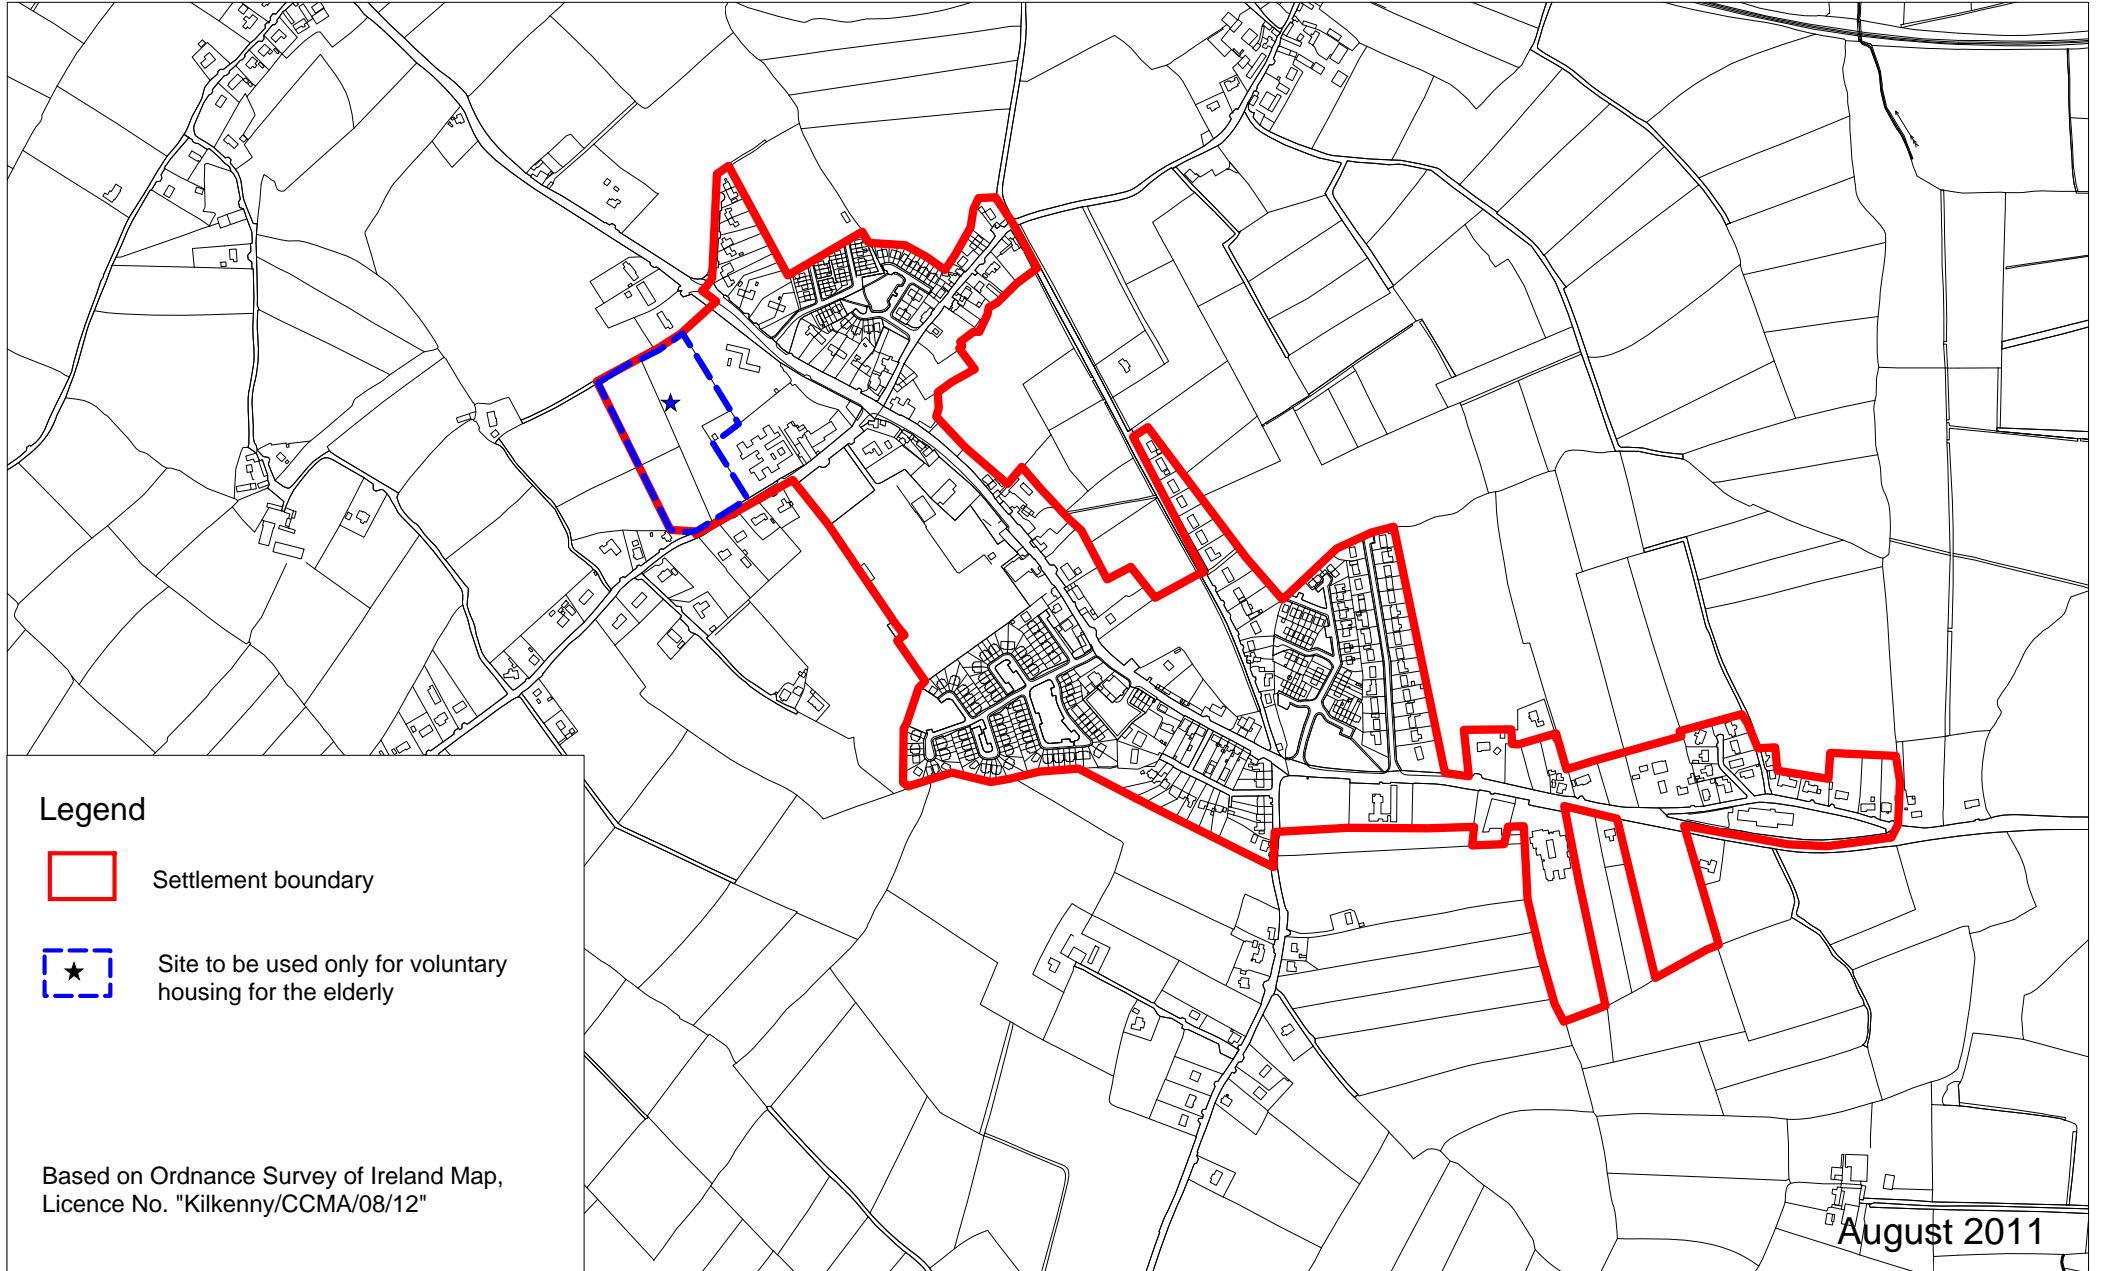 Legend
Settlement boundary
Site to be used only for voluntary
housing for the elderly
Based on Ordnance Survey of Ireland Map,
Licence No. "Kilkenny/CCMA/08/12"
August 2011